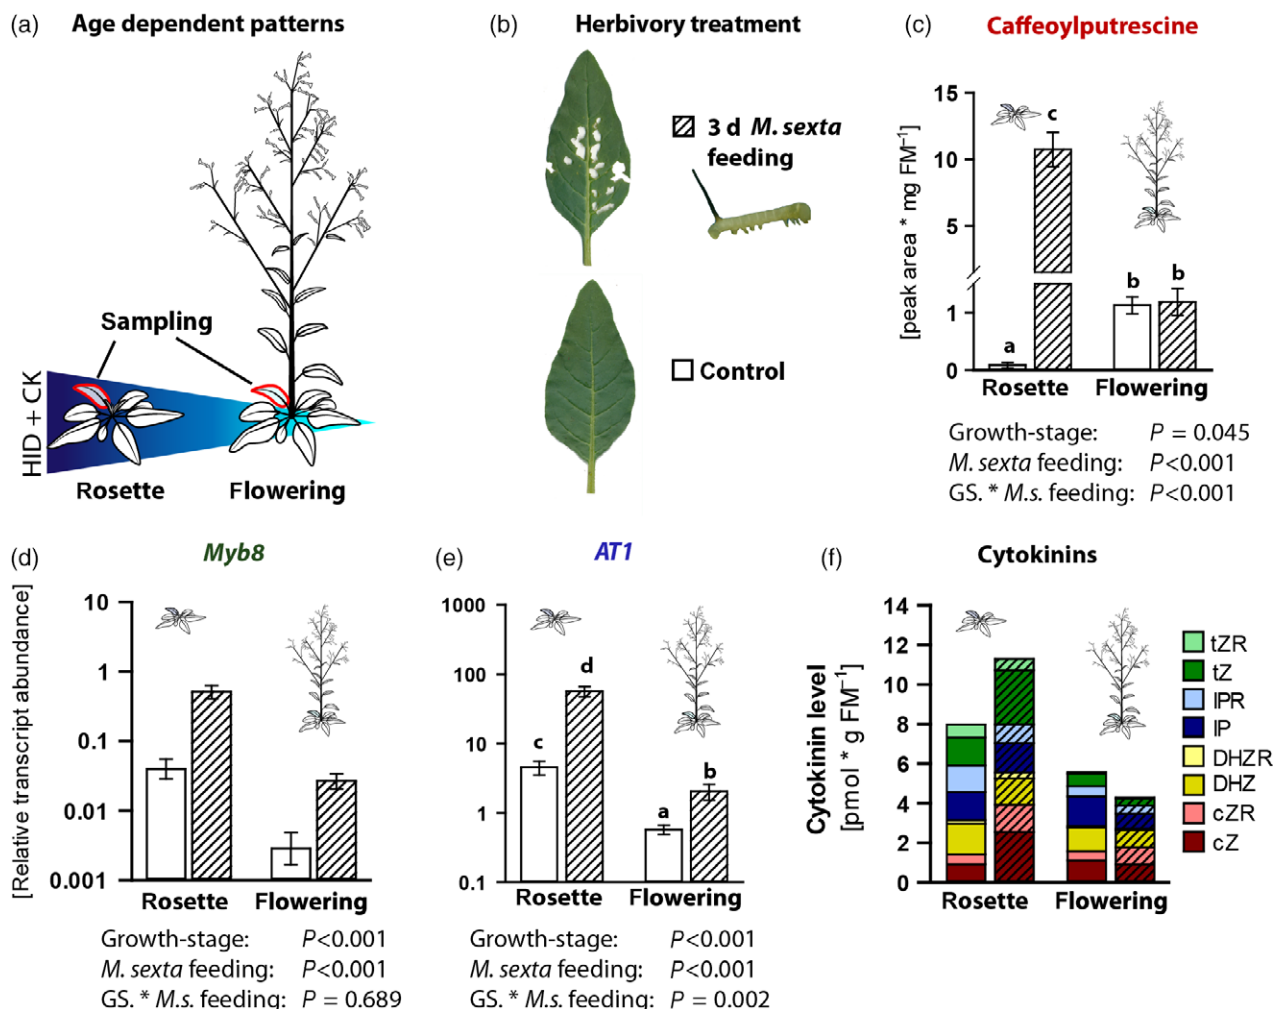 (a) Age dependent patterns
Sampling
HID + CK
Rosette Flowering
(b) Herbivory treatment
3 d M. sexta
feeding
Control
(c) Caffeoylputrescine
[peak area * mg FM⁻¹]
15
10
5
1
0
c
a
b b
Rosette Flowering
Growth-stage: P = 0.045
M. sexta feeding: P<0.001
GS. * M.s. feeding: P<0.001
(d) Myb8
[Relative transcript abundance]
10
1
0.1
0.01
0.001
Rosette Flowering
Growth-stage: P<0.001
M. sexta feeding: P<0.001
GS. * M.s. feeding: P = 0.689
(e) AT1
1000
100
10
1
0.1
c
d
a
b
Rosette Flowering
Growth-stage: P<0.001
M. sexta feeding: P<0.001
GS. * M.s. feeding: P = 0.002
(f) Cytokinins
Cytokinin level
[pmol * g FM⁻¹]
14
12
10
8
6
4
2
0
Rosette Flowering
tZR
tZ
IPR
IP
DHZR
DHZ
cZR
cZ